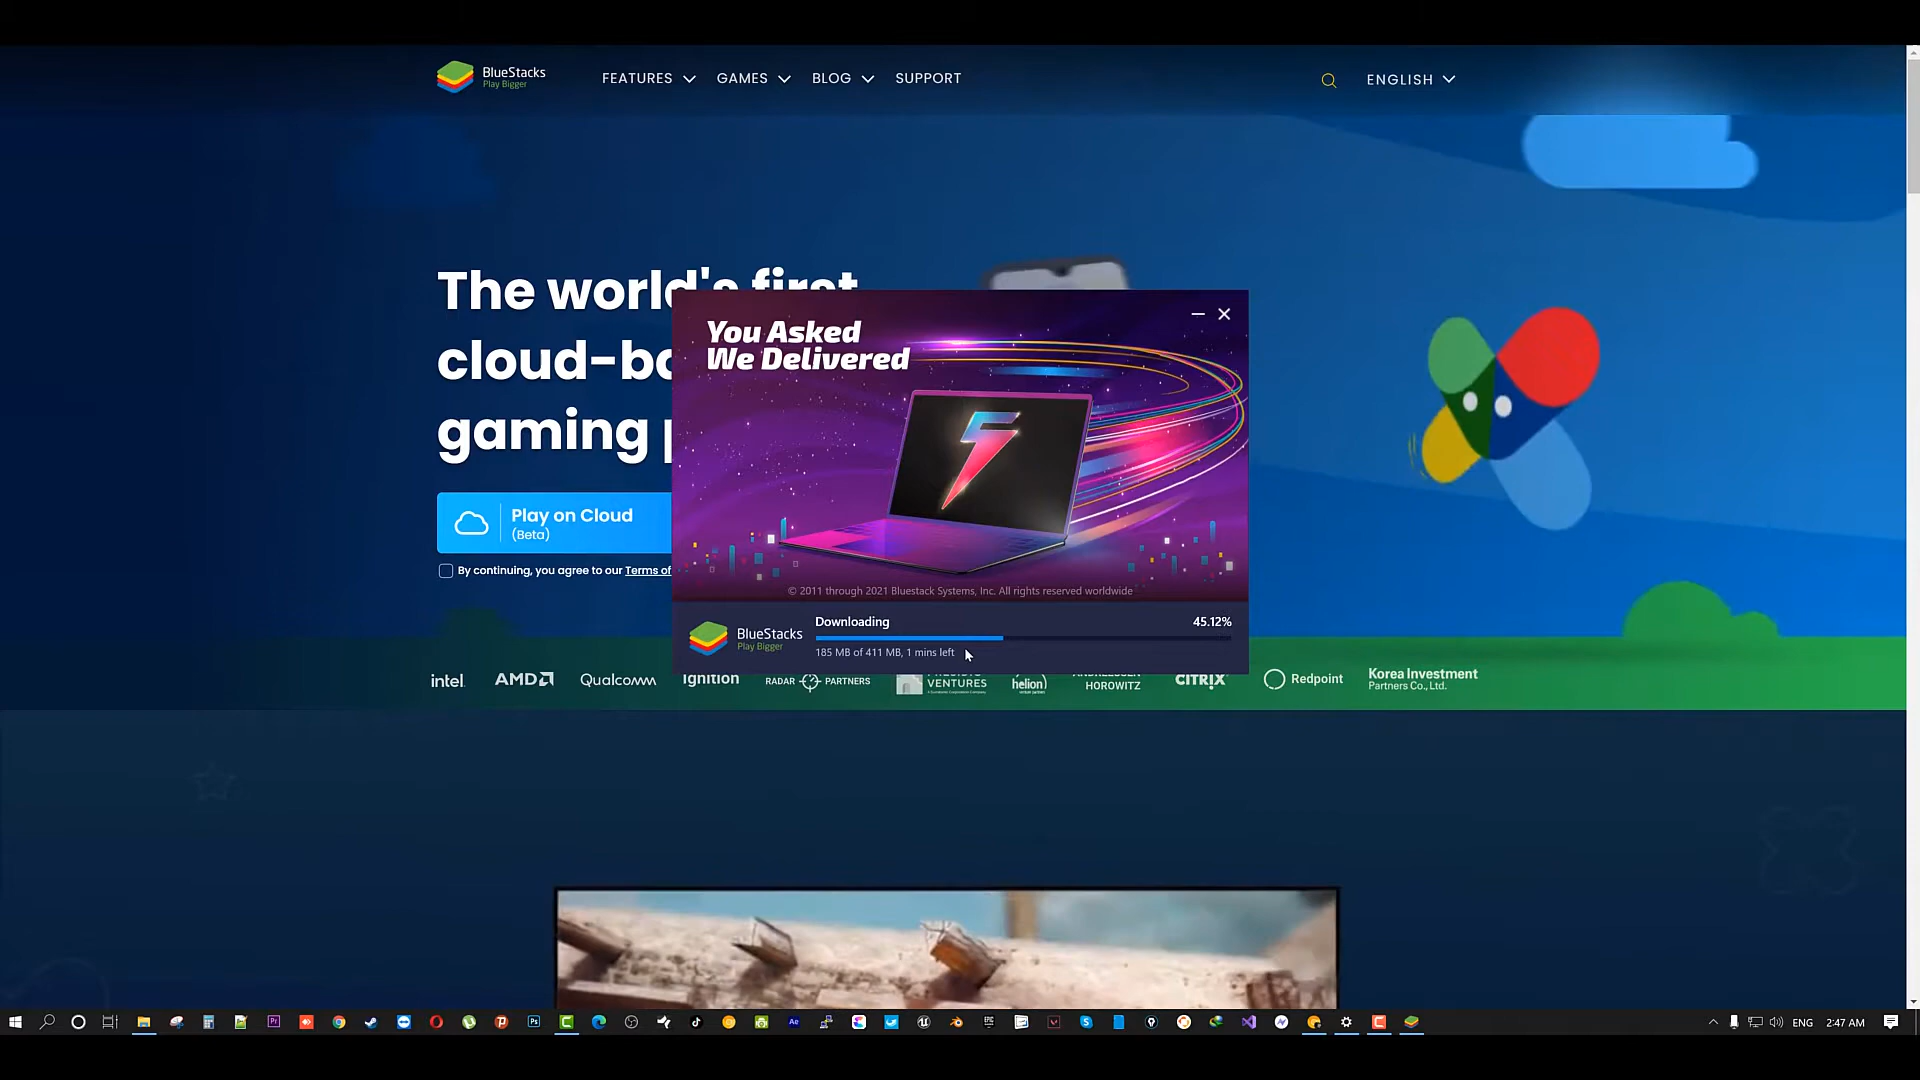 BlueStacks
Play Bigger
FEATURES
GAMES
BLOG
SUPPORT
ENGLISH
The world's first
cloud-ba
gaming
Play on Cloud
(Beta)
By continuing, you agree to our Terms of
You Asked
We Delivered
© 2011 through 2021 Bluestack Systems, Inc. All rights reserved worldwide
BlueStacks
Play Bigger
Downloading
45.12%
185 MB of 411 MB, 1 mins left
intel.
AMD
Qualcomm
Ignition
RADAR PARTNERS
VENTURES
helion
HOROWITZ
CITRIX
Redpoint
Korea Investment
Partners Co., Ltd.
ENG
2:47 AM